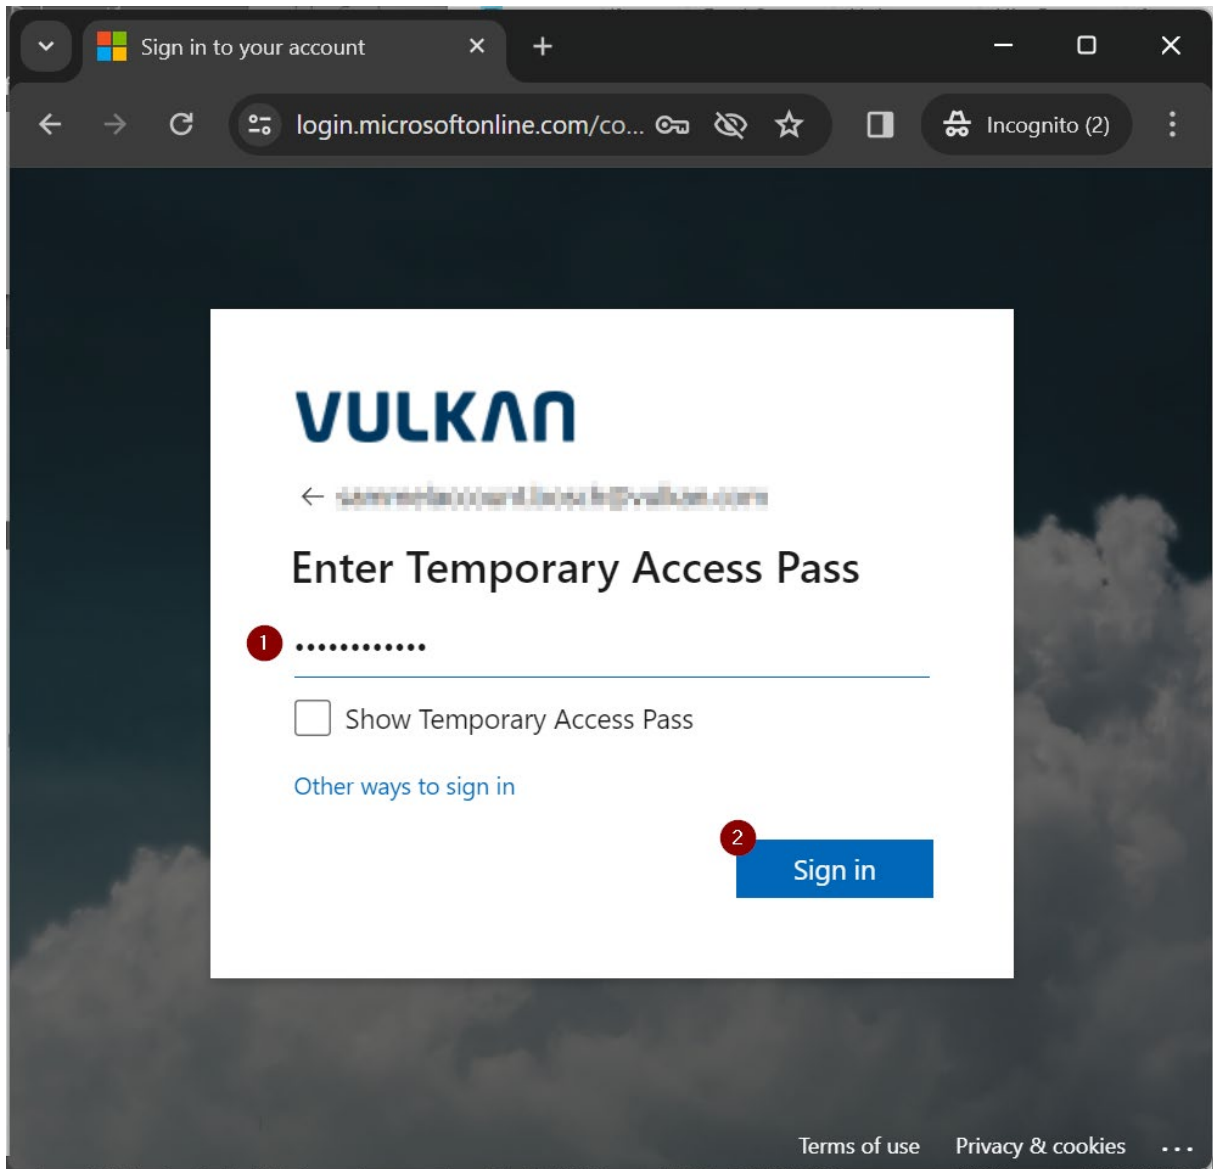 Sign in to your account
login.microsoftonline.com/co...
Incognito (2)
VULKAN
Enter Temporary Access Pass
1 ••••••••••••
Show Temporary Access Pass
Other ways to sign in
2
Sign in
Terms of use Privacy & cookies ...